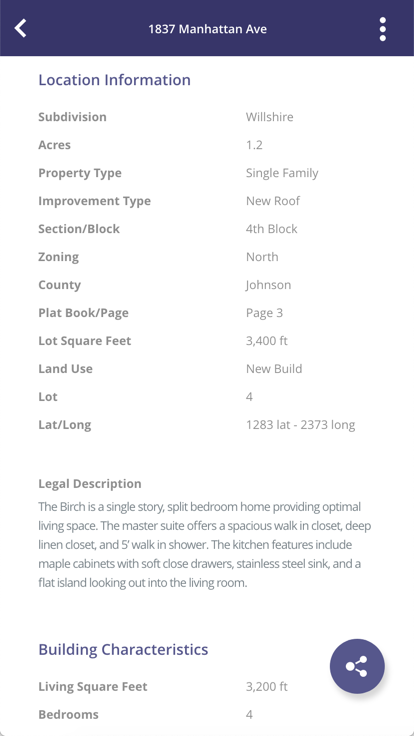 1837 Manhattan Ave
Location Information
Subdivision Willshire
Acres 1.2
Property Type Single Family
Improvement Type New Roof
Section/Block 4th Block
Zoning North
County Johnson
Plat Book/Page Page 3
Lot Square Feet 3,400 ft
Land Use New Build
Lot 4
Lat/Long 1283 lat - 2373 long
Legal Description
The Birch is a single story, split bedroom home providing optimal
living space. The master suite offers a spacious walk in closet, deep
linen closet, and 5' walk in shower. The kitchen features include
maple cabinets with soft close drawers, stainless steel sink, and a
flat island looking out into the living room.
Building Characteristics
Living Square Feet 3,200 ft
Bedrooms 4